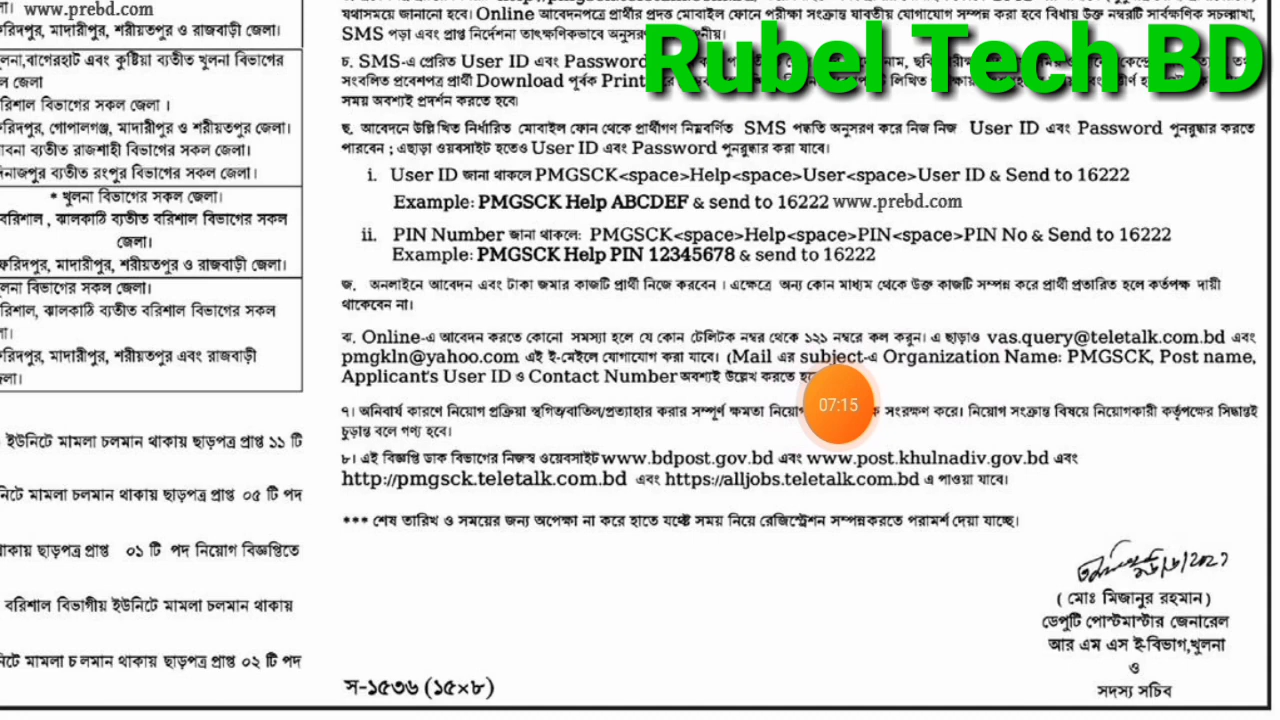 www.prebd.com
মাদারীপুর, শরীয়তপুর ও রাজবাড়ী জেলা।
বাগেরহাট এবং কুষ্টিয়া ব্যতীত খুলনা বিভাগের
ল জেলা
বিভাগের সকল জেলা ।
গোপালগঞ্জ, মাদারীপুর ও শরীয়তপুর জেলা।
ব্যতীত রাজশাহী বিভাগের সকল জেলা।
ব্যতীত রংপুর বিভাগের সকল জেলা।
* খুলনা বিভাগের সকল জেলা।
বরিশাল , ঝালকাঠি ব্যতীত বরিশাল বিভাগের সকল
জেলা।
মাদারীপুর, শরীয়তপুর ও রাজবাড়ী জেলা।
বিভাগের সকল জেলা।
ঝালকাঠি ব্যতীত বরিশাল বিভাগের সকল
মাদারীপুর, শরীয়তপুর এবং রাজবাড়ী
ইউনিটে মামলা চলমান থাকায় ছাড়পত্র প্রাপ্ত ১১ টি
মামলা চলমান থাকায় ছাড়পত্র প্রাপ্ত ০৫ টি পদ
ছাড়পত্র প্রাপ্ত ০১ টি পদ নিয়োগ বিজ্ঞপ্তিতে
বরিশাল বিভাগীয় ইউনিটে মামলা চলমান থাকায়
মামলা চলমান থাকায় ছাড়পত্র প্রাপ্ত ০২ টি পদ
Rubel Tech BD
যথাসময়ে জানানো হবে। Online আবেদনপত্রে প্রার্থীর প্রদত্ত মোবাইল ফোনে পরীক্ষা সংক্রান্ত যাবতীয় যোগাযোগ সম্পন্ন করা হবে বিধায় উক্ত নম্বরটি সার্বক্ষণিক সচল রাখা,
SMS পড়া এবং প্রাপ্ত নির্দেশনা তাৎক্ষণিকভাবে
চ. SMS-এ প্রেরিত User ID এবং Password
সংবলিত প্রবেশপত্র প্রার্থী Download পূর্বক Print
সময় অবশ্যই প্রদর্শন করতে হবে।
ছ. আবেদনে উল্লিখিত নির্ধারিত মোবাইল ফোন থেকে প্রার্থীগণ নিম্নবর্ণিত SMS পদ্ধতি অনুসরণ করে নিজ নিজ User ID এবং Password পুনরুদ্ধার করতে
পারবেন ; এছাড়া ওয়বসাইট হতেও User ID এবং Password পুনরুদ্ধার করা যাবে।
i. User ID জানা থাকলে PMGSCK<space>Help<space>User<space>User ID & Send to 16222
Example: PMGSCK Help ABCDEF & send to 16222 www.prebd.com
ii. PIN Number জানা থাকলে: PMGSCK<space>Help<space>PIN<space>PIN No & Send to 16222
Example: PMGSCK Help PIN 12345678 & send to 16222
জ. অনলাইনে আবেদন এবং টাকা জমার কাজটি প্রার্থী নিজে করবেন । এক্ষেত্রে অন্য কোন মাধ্যম থেকে উক্ত কাজটি সম্পন্ন করে প্রার্থী প্রতারিত হলে কর্তপক্ষ দায়ী
থাকেবেন না।
ঝ. Online-এ আবেদন করতে কোনো সমস্যা হলে যে কোন টেলিটক নম্বর থেকে ১২১ নম্বরে কল করুন। এ ছাড়াও vas.query@teletalk.com.bd এবং
pmgkln@yahoo.com এই ই-মেইলে যোগাযোগ করা যাবে। (Mail এর subject-এ Organization Name: PMGSCK, Post name,
Applicant's User ID ও Contact Number অবশ্যই উল্লেখ করতে
07:15
৭। অনিবার্য কারণে নিয়োগ প্রক্রিয়া স্থগিত/বাতিল/প্রত্যাহার করার সম্পূর্ণ ক্ষমতা সংরক্ষণ করে। নিয়োগ সংক্রান্ত বিষয়ে নিয়োগকারী কর্তৃপক্ষের সিদ্ধান্তই
চুড়ান্ত বলে গণ্য হবে।
৮। এই বিজ্ঞপ্তি ডাক বিভাগের নিজস্ব ওয়েবসাইট www.bdpost.gov.bd এবং www.post.khulnadiv.gov.bd এবং
http://pmgsck.teletalk.com.bd এবং https://alljobs.teletalk.com.bd এ পাওয়া যাবে।
*** শেষ তারিখ ও সময়ের জন্য অপেক্ষা না করে হাতে যথেষ্ট সময় নিয়ে রেজিস্ট্রেশন সম্পন্নকরতে পরামর্শ দেয়া যাচ্ছে।
( মোঃ মিজানুর রহমান )
ডেপুটি পোস্টমাস্টার জেনারেল
আর এম এস ই-বিভাগ,খুলনা
ও
সদস্য সচিব
স-১৫৩৬ (১৫×৮)